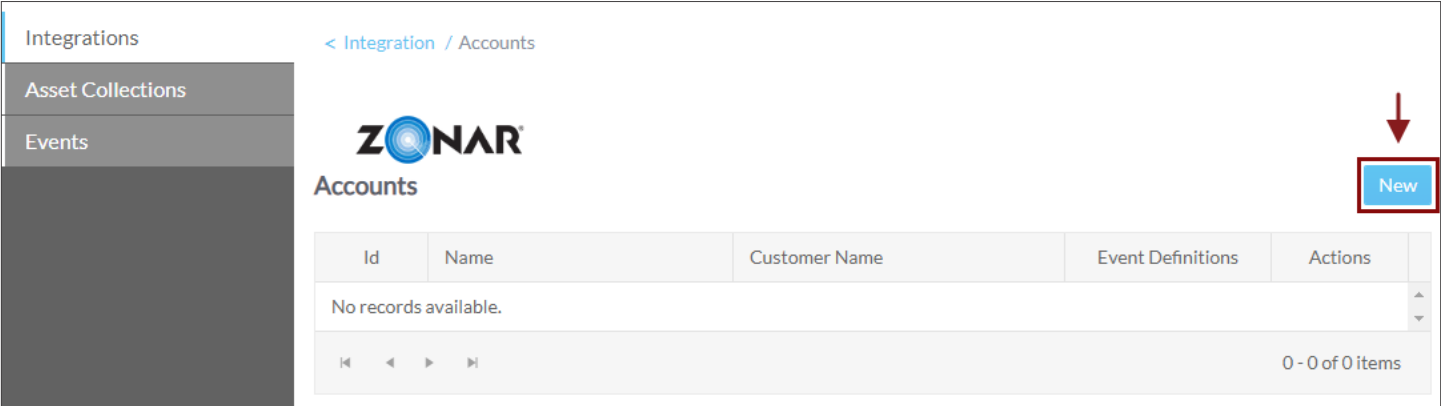 Integrations
Asset Collections
Events
< Integration / Accounts
ZONAR
Accounts
New
Id Name Customer Name Event Definitions Actions
No records available.
0 - 0 of 0 items